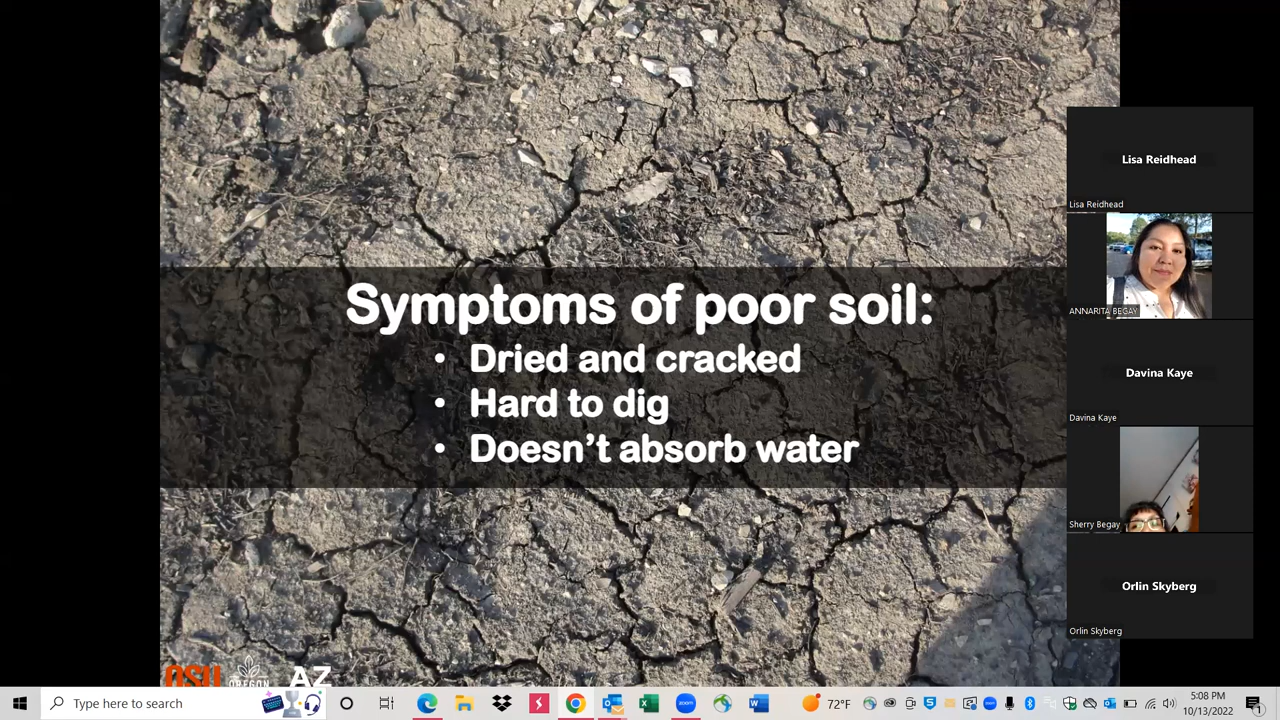 Symptoms of poor soil:
• Dried and cracked
• Hard to dig
• Doesn't absorb water
Lisa Reidhead
Lisa Reidhead
ANNARITA BEGAY
Davina Kaye
Davina Kaye
Sherry Begay
Orlin Skyberg
Orlin Skyberg
OSU
OREGON
AZ
Type here to search
zoom
72°F
5:08 PM
10/13/2022